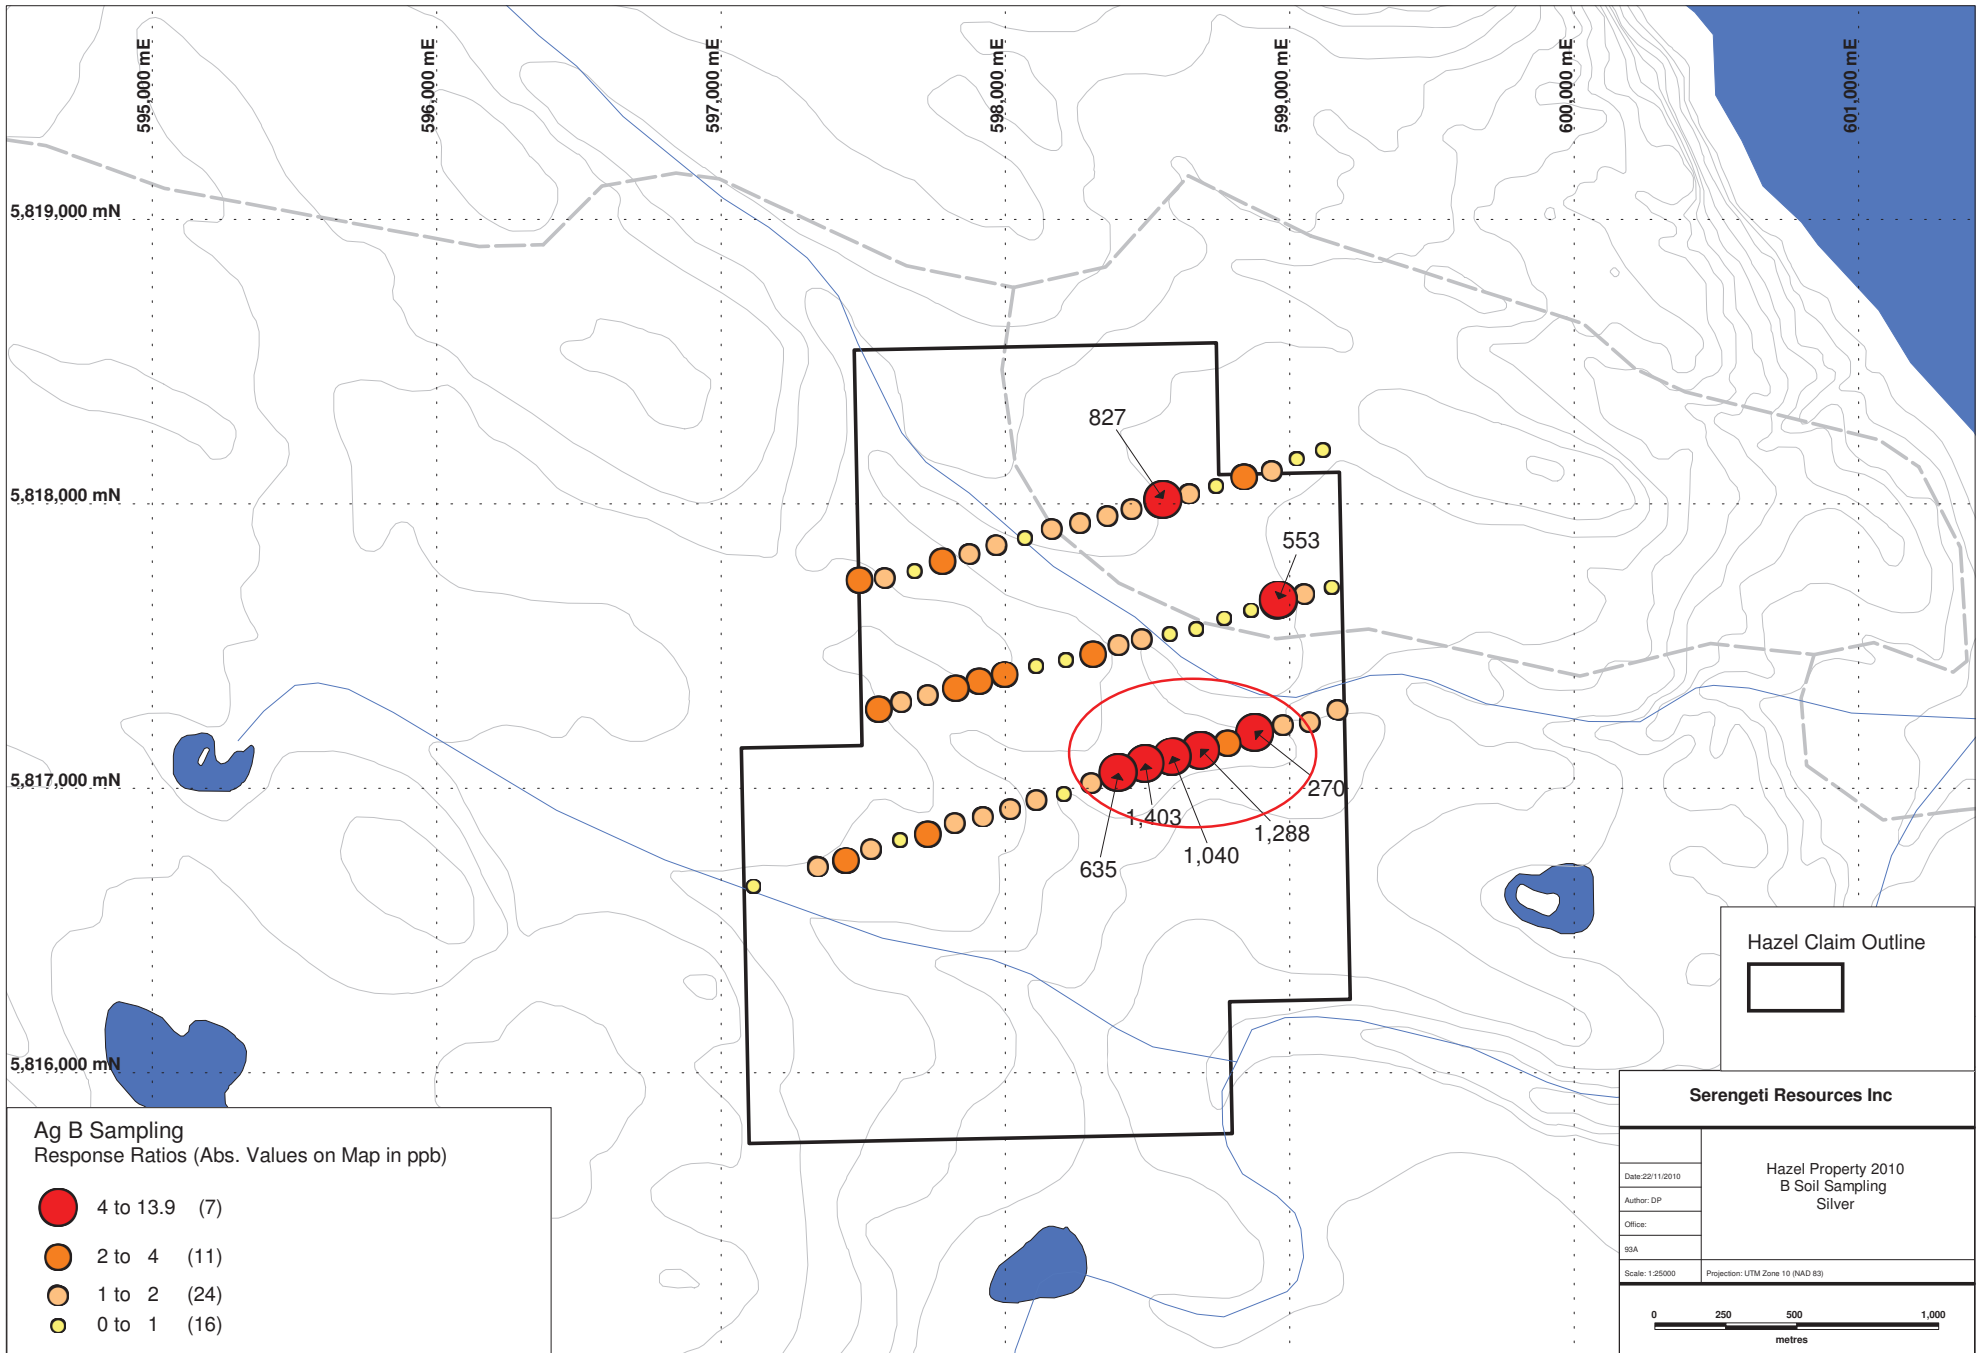 595,000 mE
596,000 mE
597,000 mE
598,000 mE
599,000 mE
600,000 mE
601,000 mE
5,819,000 mN
827
5,818,000 mN
553
5,817,000 mN
270
1,403
1,288
1,040
635
5,816,000 mN
Hazel Claim Outline
Ag B Sampling
Response Ratios (Abs. Values on Map in ppb)
4 to 13.9 (7)
2 to 4 (11)
1 to 2 (24)
0 to 1 (16)
Serengeti Resources Inc
Date:22/11/2010
Author: DP
Office:
93A
Scale: 1:25000
Hazel Property 2010
B Soil Sampling
Silver
Projection: UTM Zone 10 (NAD 83)
0 250 500 1,000
metres